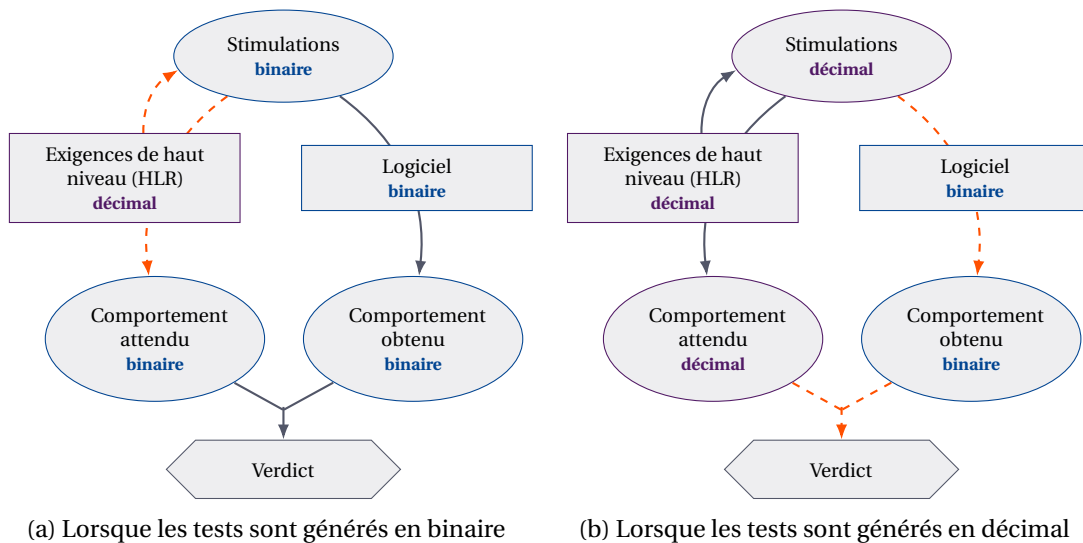 Stimulations
binaire
Exigences de haut
niveau (HLR)
décimal
Logiciel
binaire
Comportement
attendu
binaire
Comportement
obtenu
binaire
Verdict
(a) Lorsque les tests sont générés en binaire
Stimulations
décimal
Exigences de haut
niveau (HLR)
décimal
Logiciel
binaire
Comportement
attendu
décimal
Comportement
obtenu
binaire
Verdict
(b) Lorsque les tests sont générés en décimal